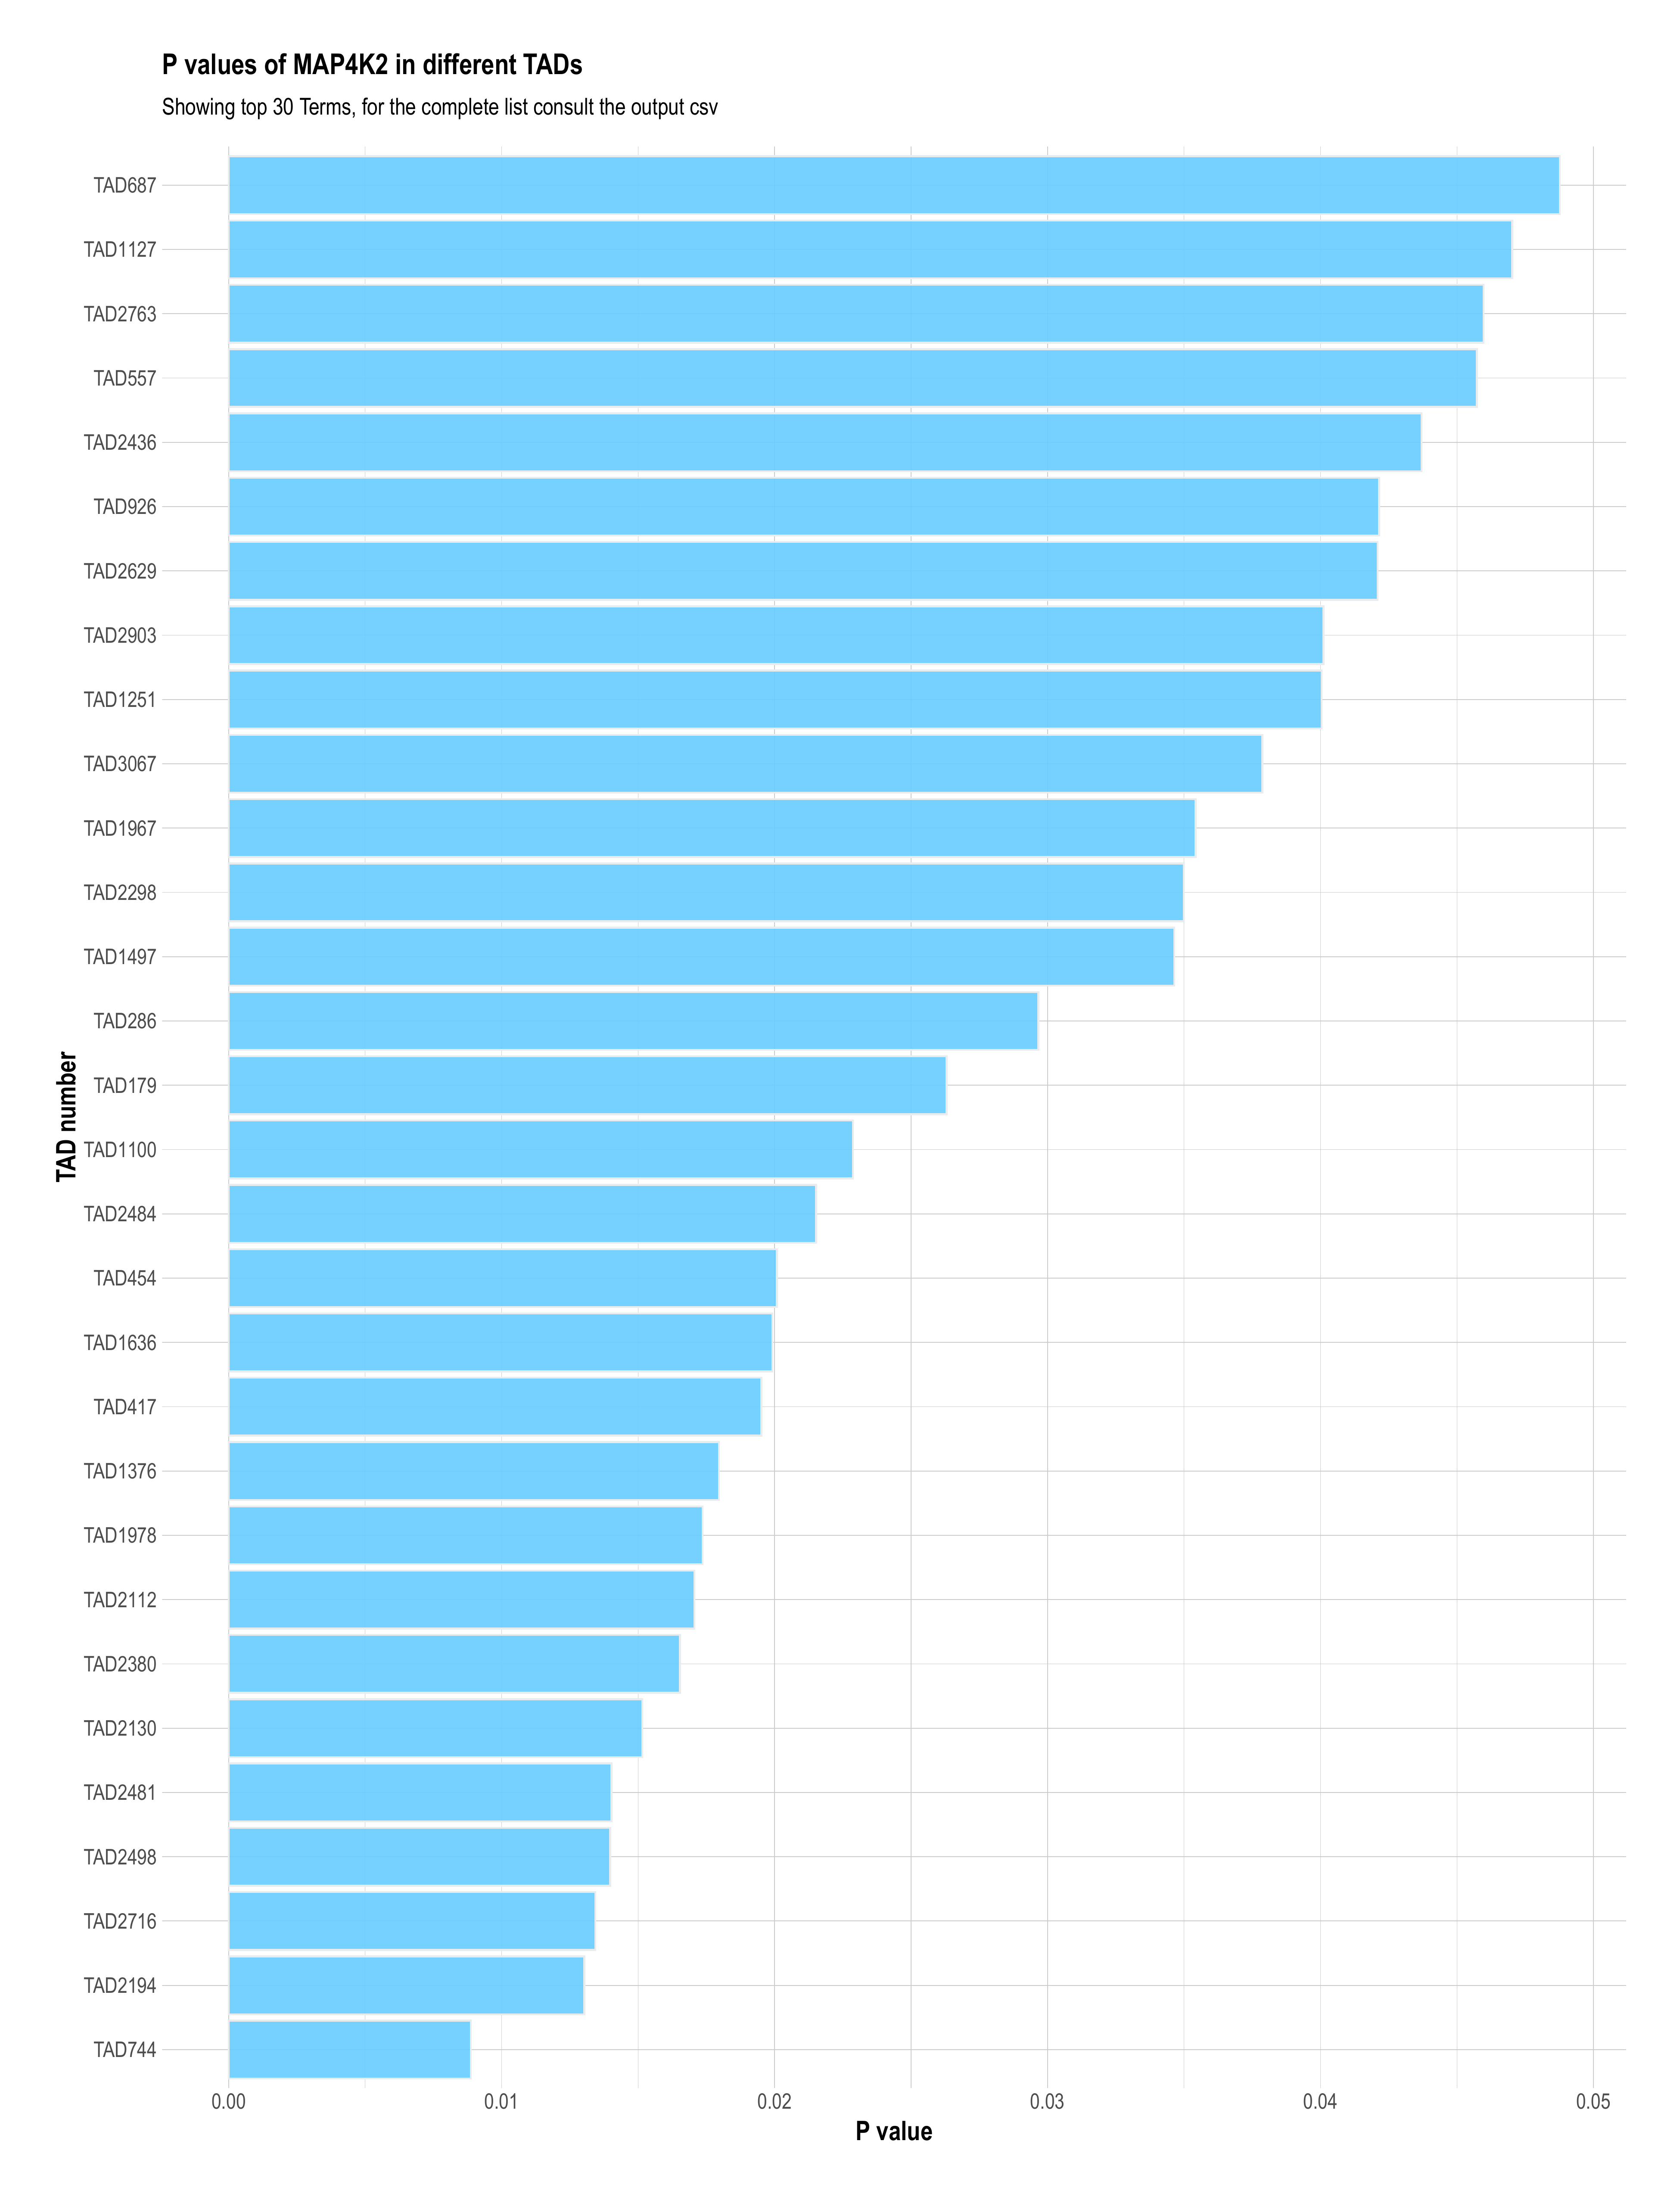 P values of MAP4K2 in different TADs
Showing top 30 Terms, for the complete list consult the output csv
TAD687
TAD1127
TAD2763
TAD557
TAD2436
TAD926
TAD2629
TAD2903
TAD1251
TAD3067
TAD1967
TAD2298
TAD1497
TAD286
TAD179
TAD1100
TAD2484
TAD454
TAD1636
TAD417
TAD1376
TAD1978
TAD2112
TAD2380
TAD2130
TAD2481
TAD2498
TAD2716
TAD2194
TAD744
TAD number
0.00 0.01 0.02 0.03 0.04 0.05
P value